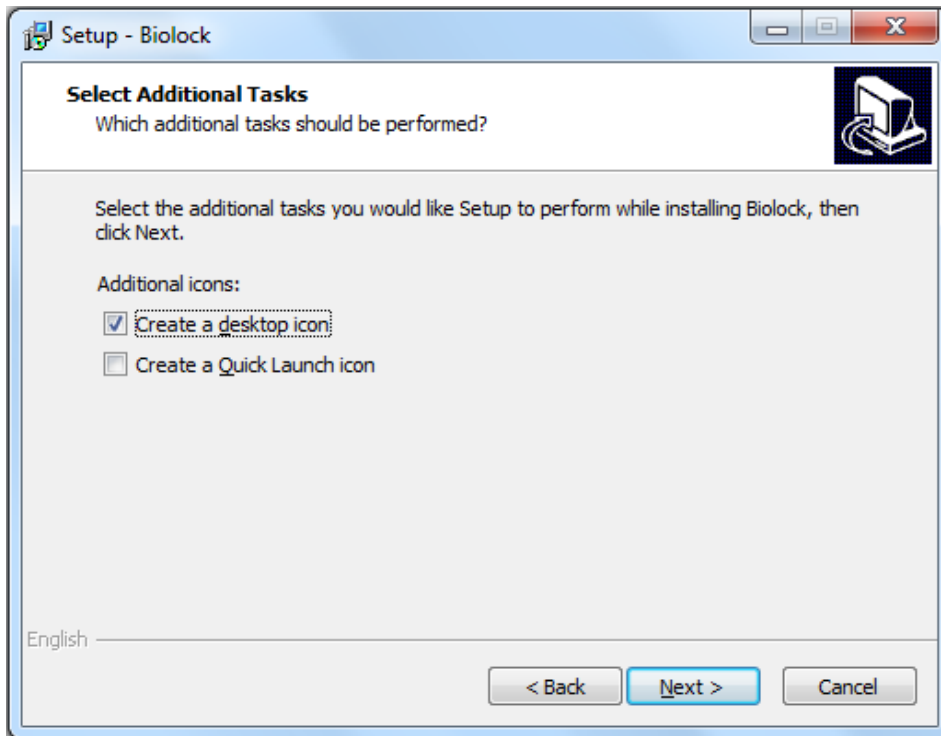 Setup - Biolock
Select Additional Tasks
Which additional tasks should be performed?
Select the additional tasks you would like Setup to perform while installing Biolock, then
click Next.
Additional icons:
Create a desktop icon
Create a Quick Launch icon
English
< Back
Next >
Cancel